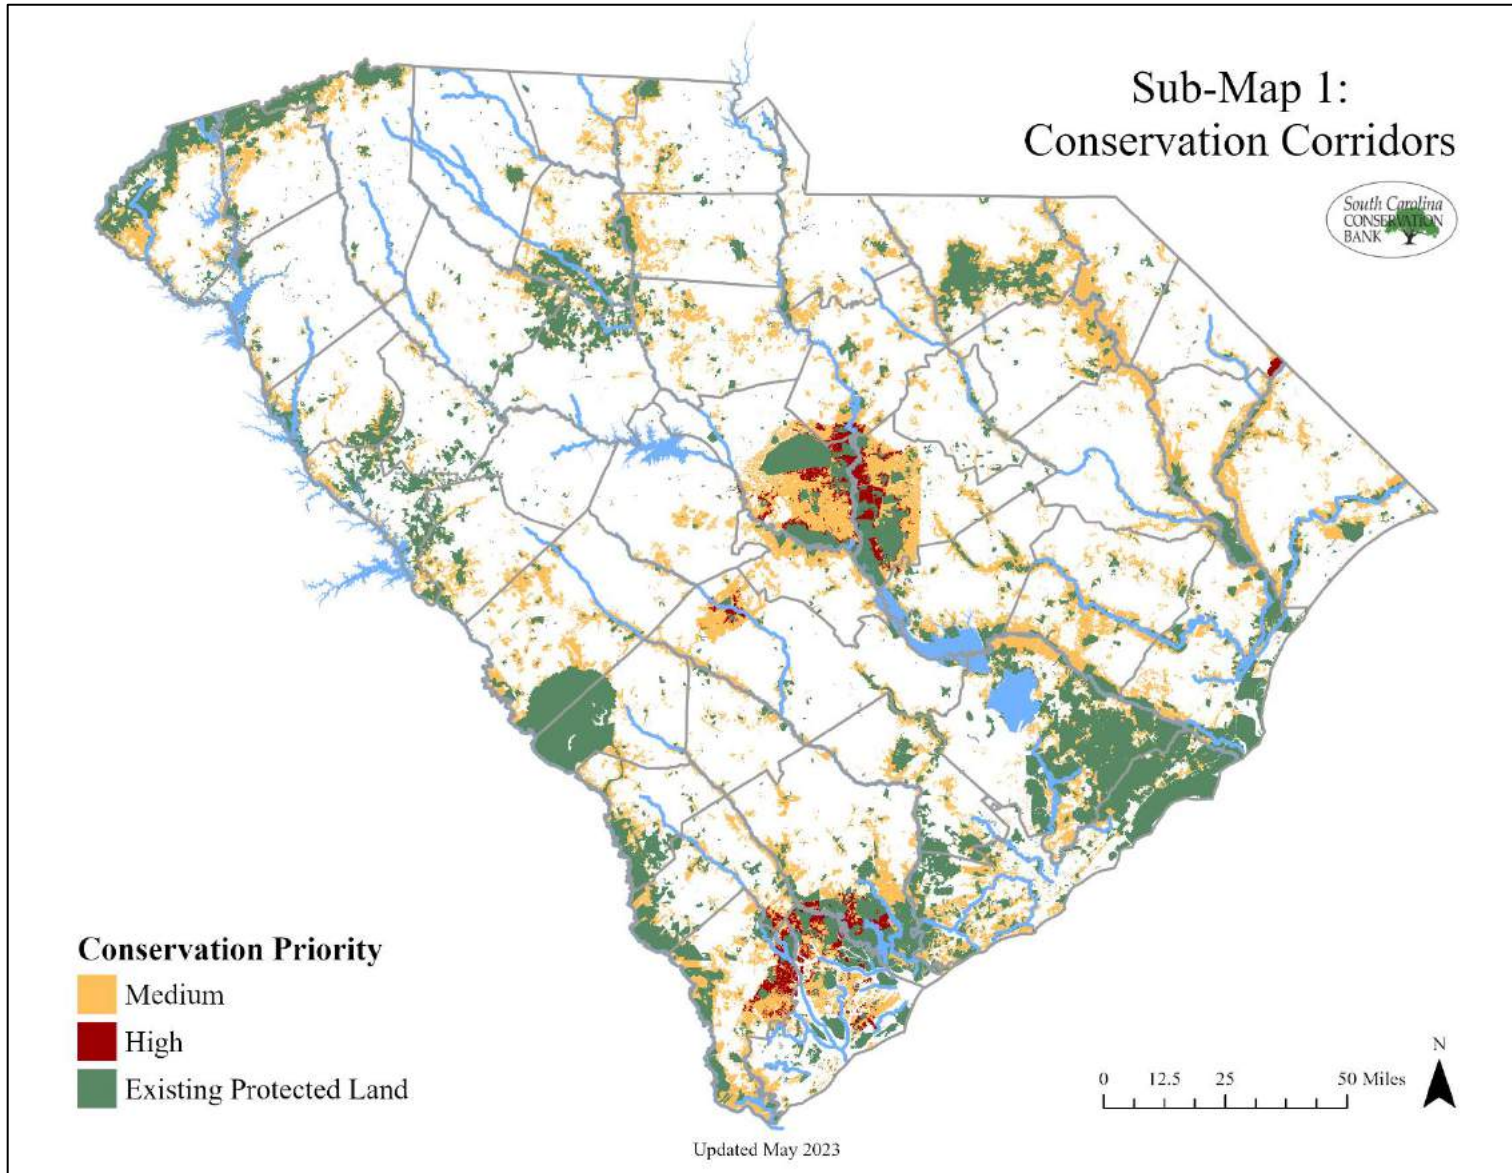 Sub-Map 1:
Conservation Corridors
South Carolina
CONSERVATION
BANK
Conservation Priority
Medium
High
Existing Protected Land
N
0 12.5 25 50 Miles
Updated May 2023